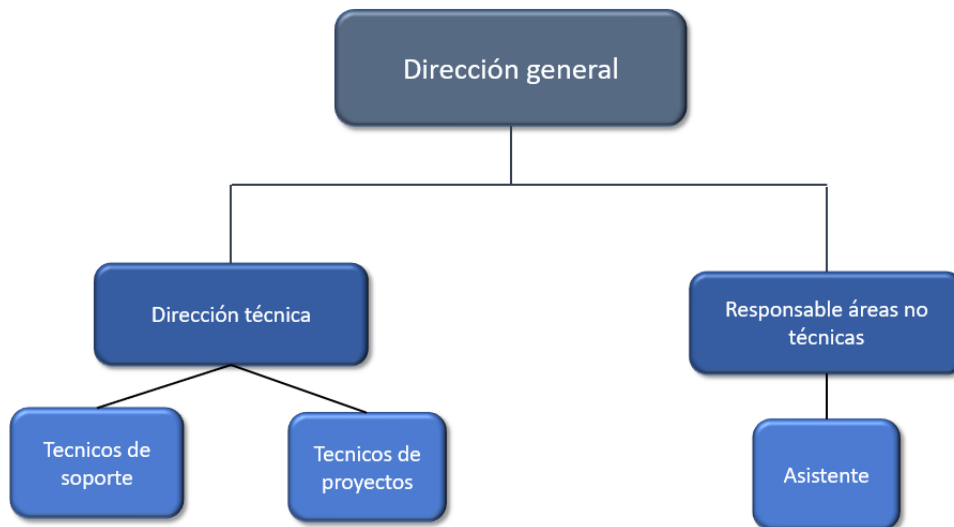 Dirección general
Dirección técnica
Responsable áreas no
técnicas
Tecnicos de
soporte
Tecnicos de
proyectos
Asistente